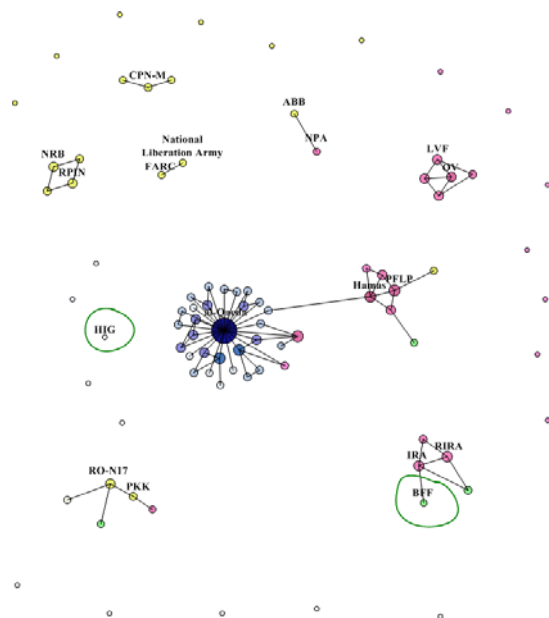 CPN-M
ABB
National
Liberation Army
FARC
NPA
NRB
RPIN
LVF
OV
PFLP
Hamas
HIG
RIRA
IRA
BFF
RO-N17
PKK